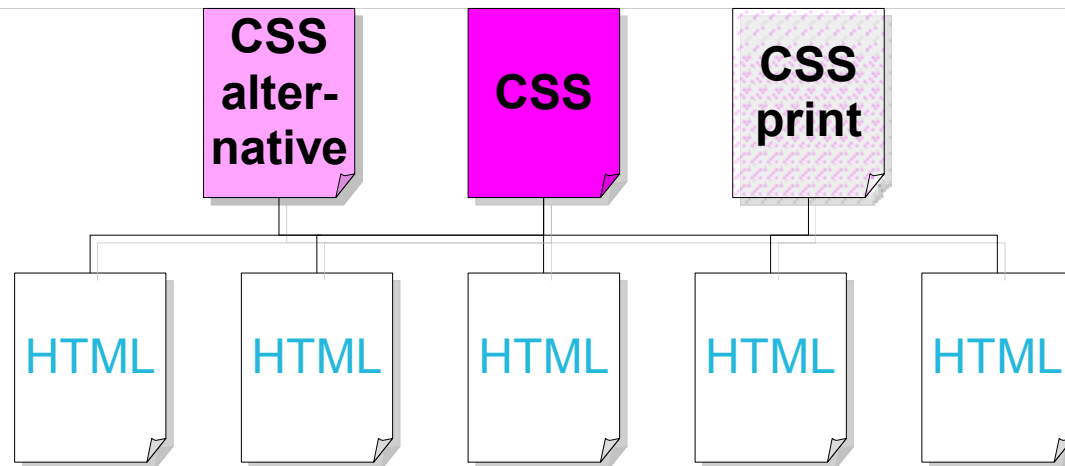 CSS
alter-
native
CSS
CSS
print
HTML
HTML
HTML
HTML
HTML